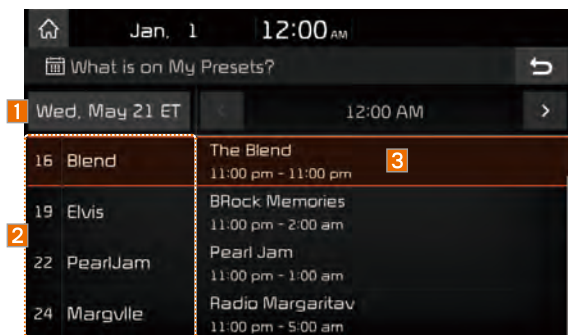 Jan. 1 12:00 AM
What is on My Presets?
1 Wed, May 21 ET < 12:00 AM >
16 Blend The Blend 3
11:00 pm - 11:00 pm
19 Elvis BRock Memories
11:00 pm - 2:00 am
2
22 PearlJam Pearl Jam
11:00 pm - 1:00 am
24 Margvlle Radio Margaritav
11:00 pm - 5:00 am